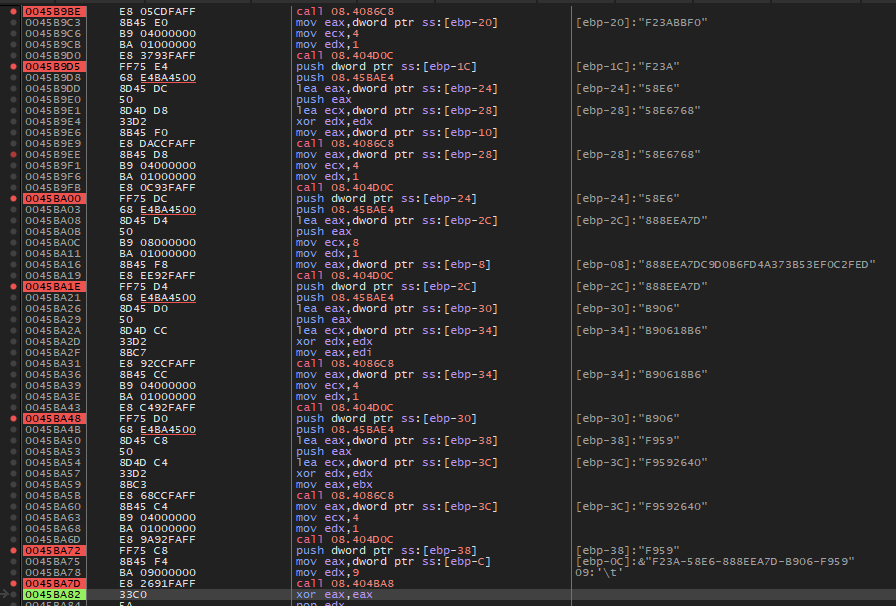 0045B9BE E8 05CDFAFF call 08.4086C8
0045B9C3 8B45 E0 mov eax,dword ptr ss:[ebp-20] [ebp-20]:"F23ABBF0"
0045B9C6 B9 04000000 mov ecx,4
0045B9CB BA 01000000 mov edx,1
0045B9D0 E8 3793FAFF call 08.404D0C
0045B9D5 FF75 E4 push dword ptr ss:[ebp-1C] [ebp-1C]:"F23A"
0045B9D8 68 E4BA4500 push 08.45BAE4
0045B9DD 8D45 DC lea eax,dword ptr ss:[ebp-24] [ebp-24]:"58E6"
0045B9E0 50 push eax
0045B9E1 8D4D D8 lea ecx,dword ptr ss:[ebp-28] [ebp-28]:"58E6768"
0045B9E4 33D2 xor edx,edx
0045B9E6 8B45 F0 mov eax,dword ptr ss:[ebp-10]
0045B9E9 E8 DACCFAFF call 08.4086C8
0045B9EE 8B45 D8 mov eax,dword ptr ss:[ebp-28] [ebp-28]:"58E6768"
0045B9F1 B9 04000000 mov ecx,4
0045B9F6 BA 01000000 mov edx,1
0045B9FB E8 0C93FAFF call 08.404D0C
0045BA00 FF75 DC push dword ptr ss:[ebp-24] [ebp-24]:"58E6"
0045BA03 68 E4BA4500 push 08.45BAE4
0045BA08 8D45 D4 lea eax,dword ptr ss:[ebp-2C] [ebp-2C]:"888EEA7D"
0045BA0B 50 push eax
0045BA0C B9 08000000 mov ecx,8
0045BA11 BA 01000000 mov edx,1
0045BA16 8B45 F8 mov eax,dword ptr ss:[ebp-8] [ebp-08]:"888EEA7DC9D0B6FD4A373B53EF0C2FED"
0045BA19 E8 EE92FAFF call 08.404D0C
0045BA1E FF75 D4 push dword ptr ss:[ebp-2C] [ebp-2C]:"888EEA7D"
0045BA21 68 E4BA4500 push 08.45BAE4
0045BA26 8D45 D0 lea eax,dword ptr ss:[ebp-30] [ebp-30]:"B906"
0045BA29 50 push eax
0045BA2A 8D4D CC lea ecx,dword ptr ss:[ebp-34] [ebp-34]:"B90618B6"
0045BA2D 33D2 xor edx,edx
0045BA2F 8BC7 mov eax,edi
0045BA31 E8 92CCFAFF call 08.4086C8
0045BA36 8B45 CC mov eax,dword ptr ss:[ebp-34] [ebp-34]:"B90618B6"
0045BA39 B9 04000000 mov ecx,4
0045BA3E BA 01000000 mov edx,1
0045BA43 E8 C492FAFF call 08.404D0C
0045BA48 FF75 D0 push dword ptr ss:[ebp-30] [ebp-30]:"B906"
0045BA4B 68 E4BA4500 push 08.45BAE4
0045BA50 8D45 C8 lea eax,dword ptr ss:[ebp-38] [ebp-38]:"F959"
0045BA53 50 push eax
0045BA54 8D4D C4 lea ecx,dword ptr ss:[ebp-3C] [ebp-3C]:"F9592640"
0045BA57 33D2 xor edx,edx
0045BA59 8BC3 mov eax,ebx
0045BA5B E8 68CCFAFF call 08.4086C8
0045BA60 8B45 C4 mov eax,dword ptr ss:[ebp-3C] [ebp-3C]:"F9592640"
0045BA63 B9 04000000 mov ecx,4
0045BA68 BA 01000000 mov edx,1
0045BA6D E8 9A92FAFF call 08.404D0C
0045BA72 FF75 C8 push dword ptr ss:[ebp-38] [ebp-38]:"F959"
0045BA75 8B45 F4 mov eax,dword ptr ss:[ebp-C] [ebp-0C]:&"F23A-58E6-888EEA7D-B906-F959"
0045BA78 BA 09000000 mov edx,9 09:'\t'
0045BA7D E8 2691FAFF call 08.404BA8
0045BA82 33C0 xor eax,eax